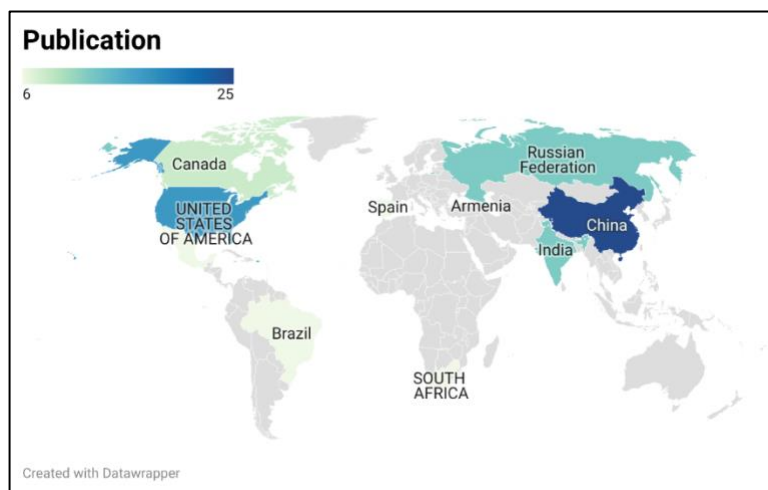 Publication
6 25
Canada
Russian
Federation
Spain
Armenia
UNITED
STATES
OF AMERICA
China
India
Brazil
SOUTH
AFRICA
Created with Datawrapper